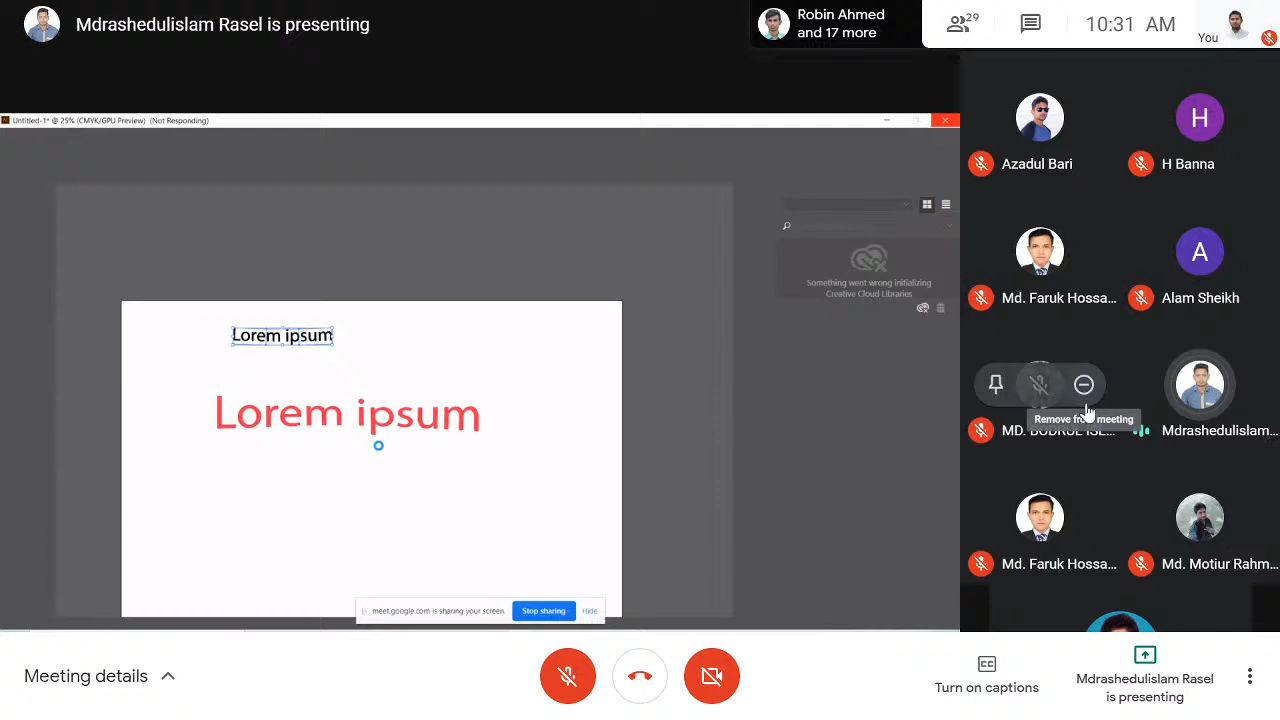 Mdrashedulislam Rasel is presenting
Robin Ahmed
and 17 more
29
10:31 AM
You
Untitled-1* @ 25% (CMYK/GPU Preview) (Not Responding)
Something went wrong initializing
Creative Cloud Libraries
Lorem ipsum
Lorem ipsum
meet.google.com is sharing your screen.
Stop sharing
Hide
Azadul Bari
H
H Banna
Md. Faruk Hossa...
A
Alam Sheikh
Remove from meeting
MD.
Mdrashedulislam...
Md. Faruk Hossa...
Md. Motiur Rahm...
Meeting details
Turn on captions
Mdrashedulislam Rasel
is presenting